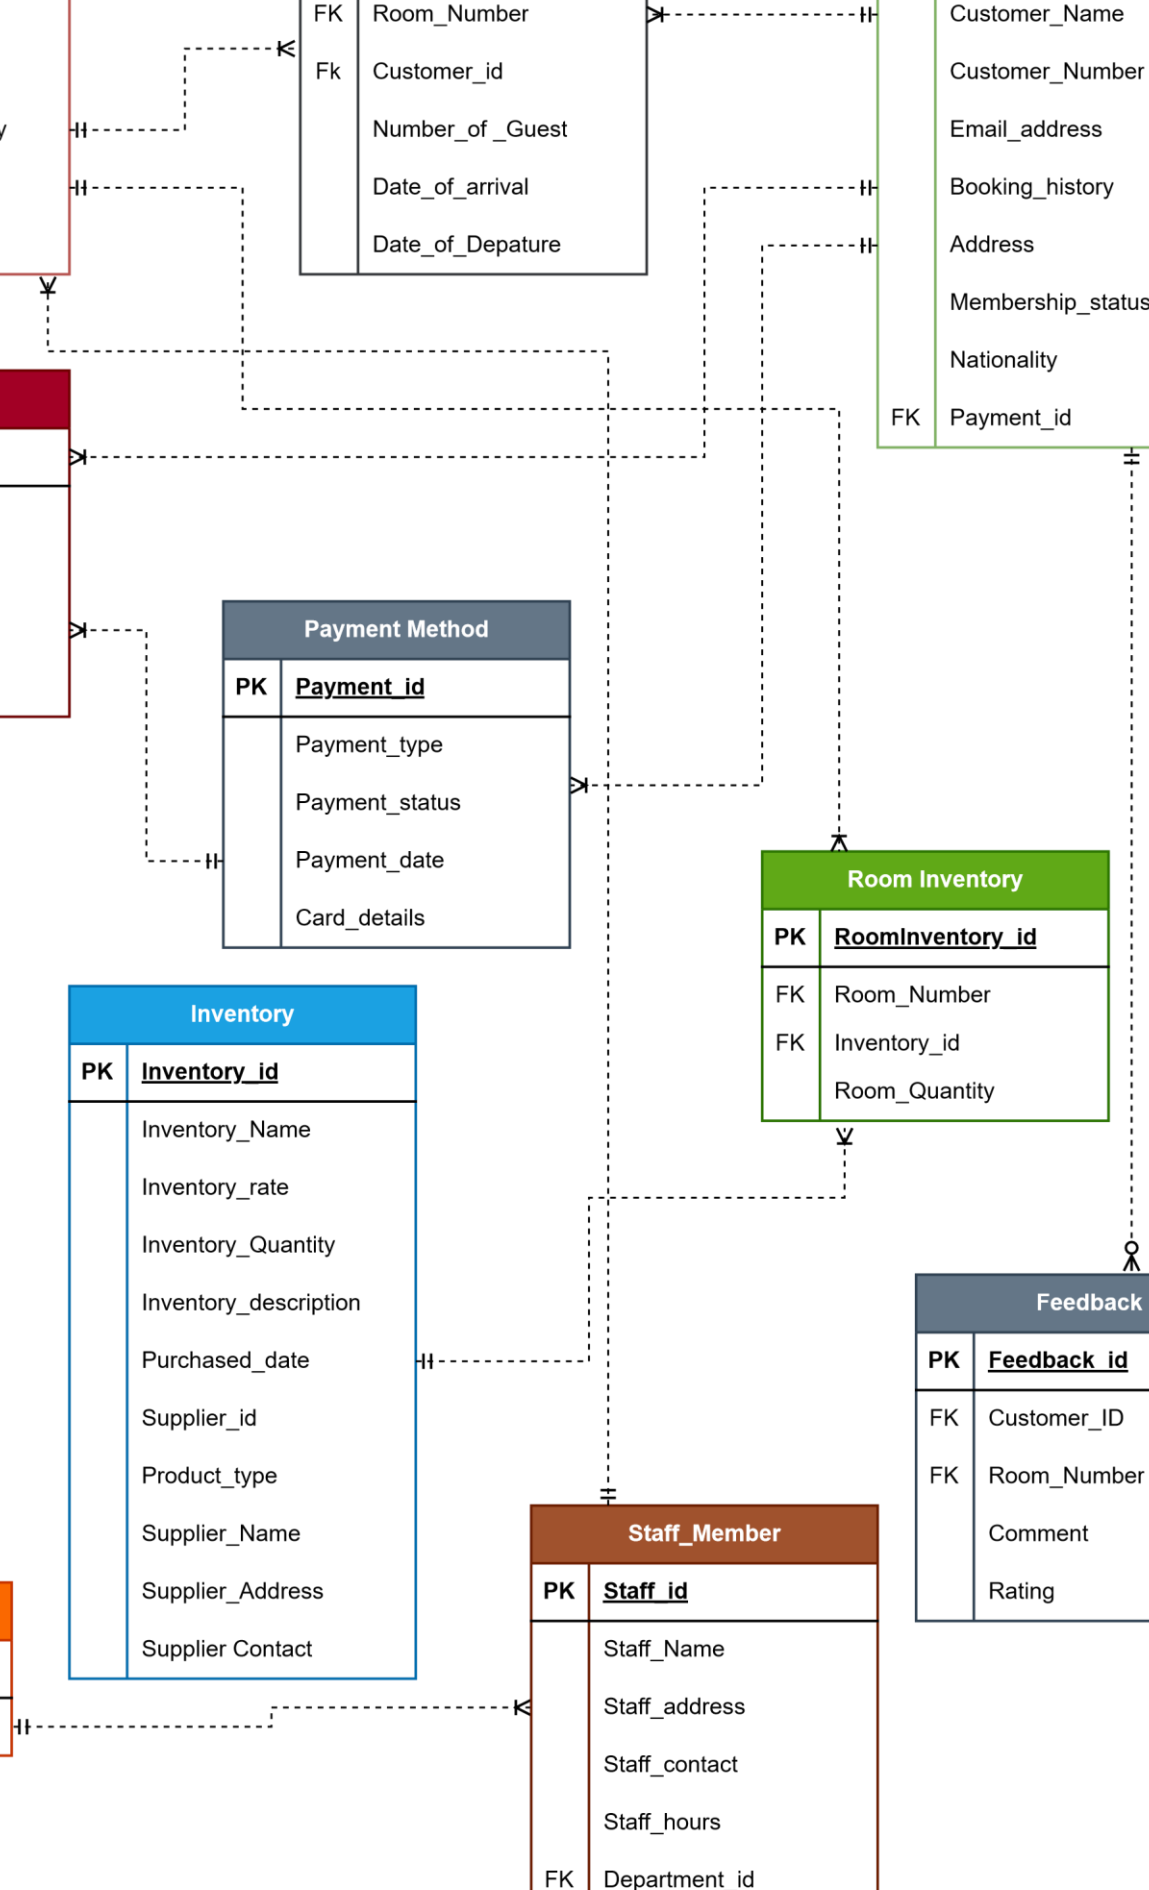 FK Room_Number
Fk Customer_id
Number_of _Guest
Date_of_arrival
Date_of_Depature
Customer_Name
Customer_Number
Email_address
Booking_history
Address
Membership_status
Nationality
FK Payment_id
y
Payment Method
PK Payment_id
Payment_type
Payment_status
Payment_date
Card_details
Room Inventory
PK RoomInventory_id
FK Room_Number
FK Inventory_id
Room_Quantity
Inventory
PK Inventory_id
Inventory_Name
Inventory_rate
Inventory_Quantity
Inventory_description
Purchased_date
Supplier_id
Product_type
Supplier_Name
Supplier_Address
Supplier Contact
Feedback
PK Feedback_id
FK Customer_ID
FK Room_Number
Comment
Rating
Staff_Member
PK Staff_id
Staff_Name
Staff_address
Staff_contact
Staff_hours
FK Department_id